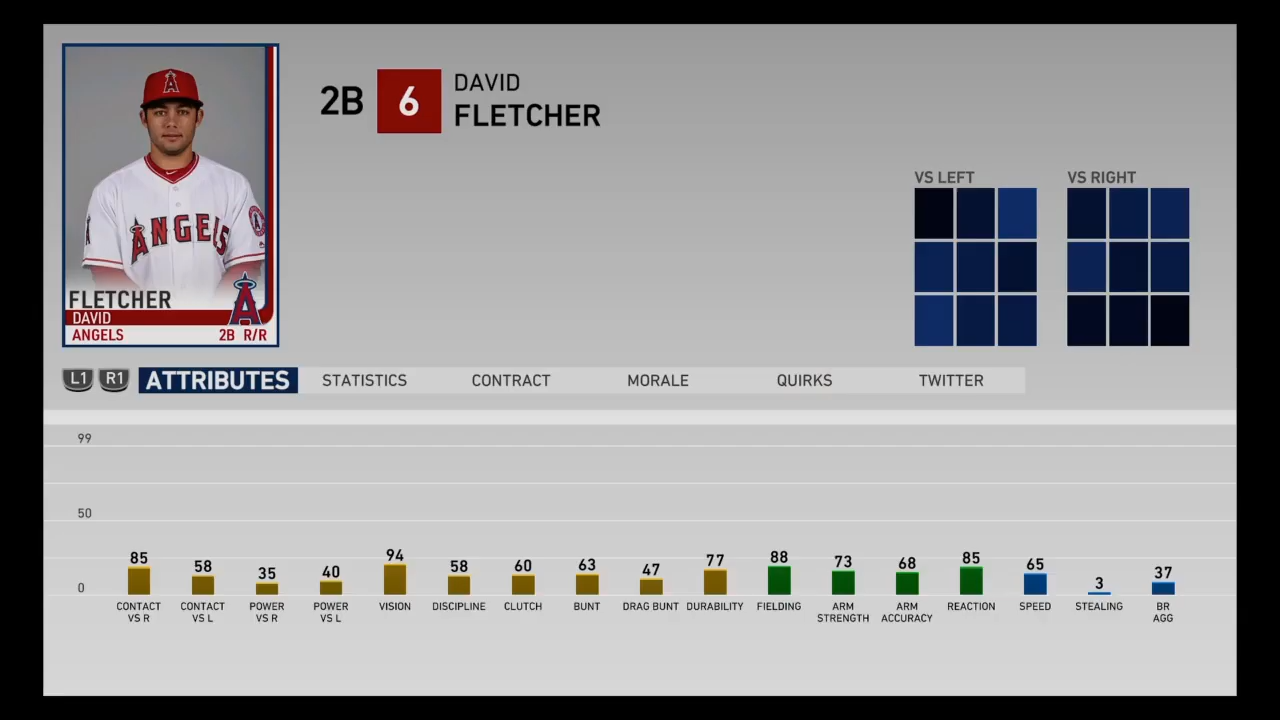 2B 6 DAVID
FLETCHER
ANGELS
FLETCHER
DAVID
ANGELS 2B R/R
VS LEFT VS RIGHT
L1 R1 ATTRIBUTES STATISTICS CONTRACT MORALE QUIRKS TWITTER
99
50
0
85 58 35 40 94 58 60 63 47 77 88 73 68 85 65 3 37
CONTACT VS R
CONTACT VS L
POWER VS R
POWER VS L
VISION
DISCIPLINE
CLUTCH
BUNT
DRAG BUNT
DURABILITY
FIELDING
ARM STRENGTH
ARM ACCURACY
REACTION
SPEED
STEALING
BR AGG